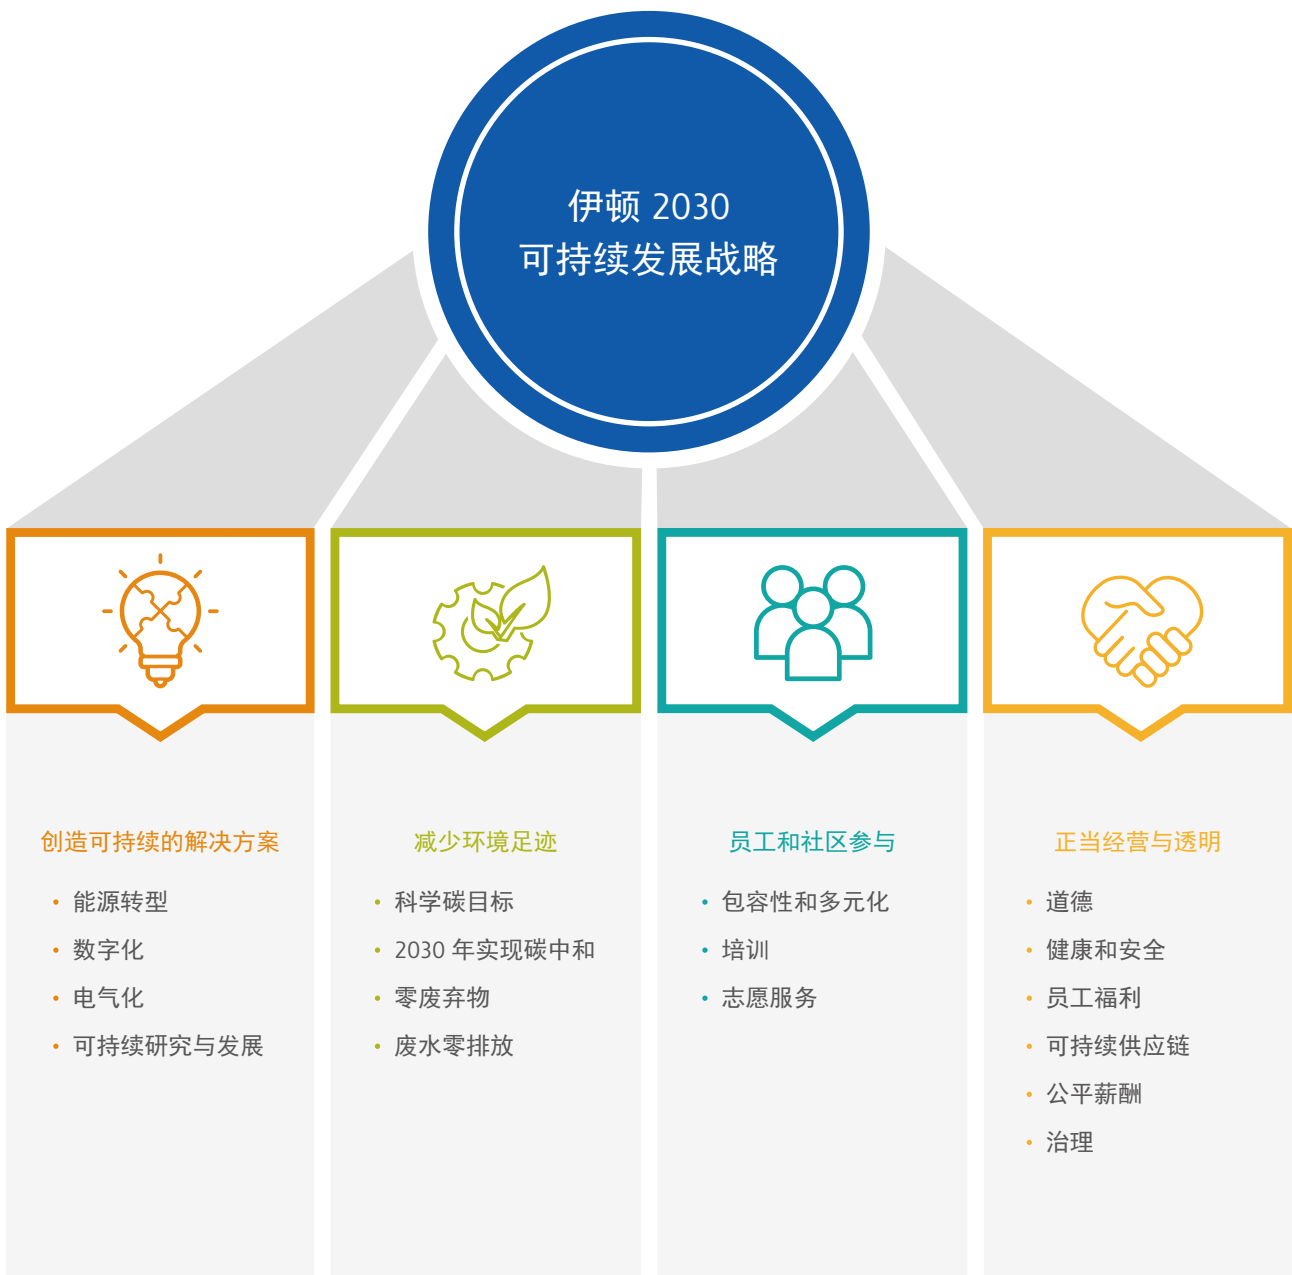 伊顿 2030
可持续发展战略
创造可持续的解决方案
• 能源转型
• 数字化
• 电气化
• 可持续研究与发展
减少环境足迹
• 科学碳目标
• 2030 年实现碳中和
• 零废弃物
• 废水零排放
员工和社区参与
• 包容性和多元化
• 培训
• 志愿服务
正当经营与透明
• 道德
• 健康和安全
• 员工福利
• 可持续供应链
• 公平薪酬
• 治理